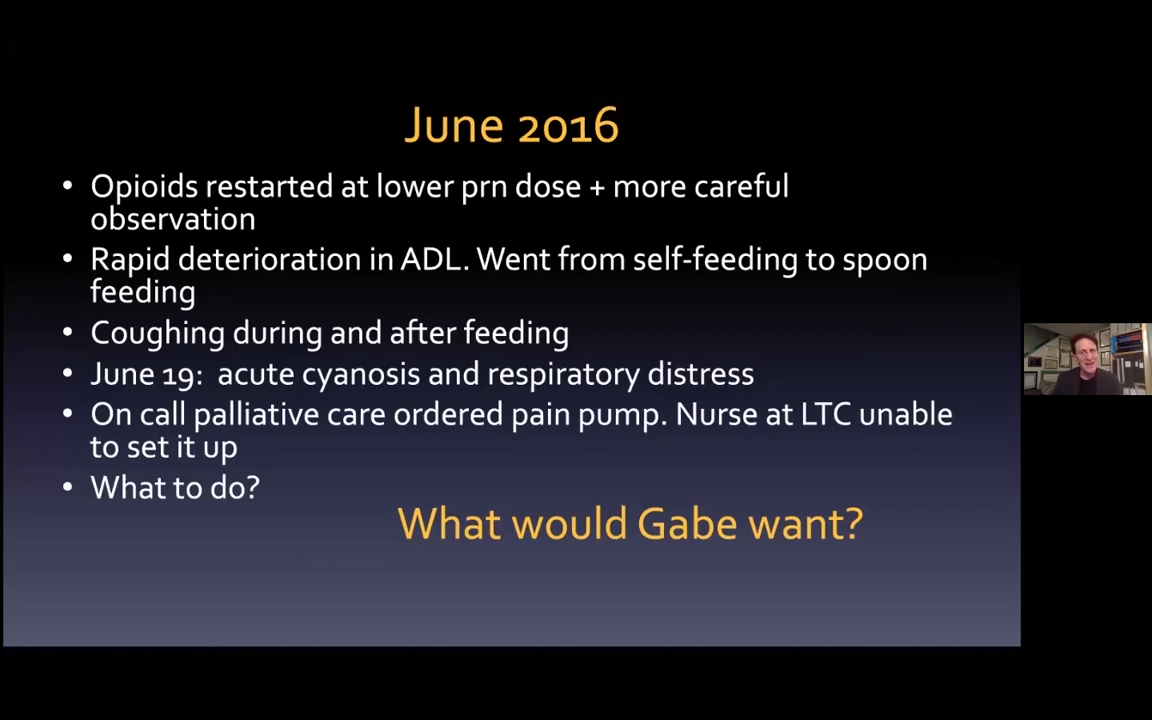 June 2016
• Opioids restarted at lower prn dose + more careful
observation
• Rapid deterioration in ADL. Went from self-feeding to spoon
feeding
• Coughing during and after feeding
• June 19: acute cyanosis and respiratory distress
• On call palliative care ordered pain pump. Nurse at LTC unable
to set it up
• What to do?
What would Gabe want?